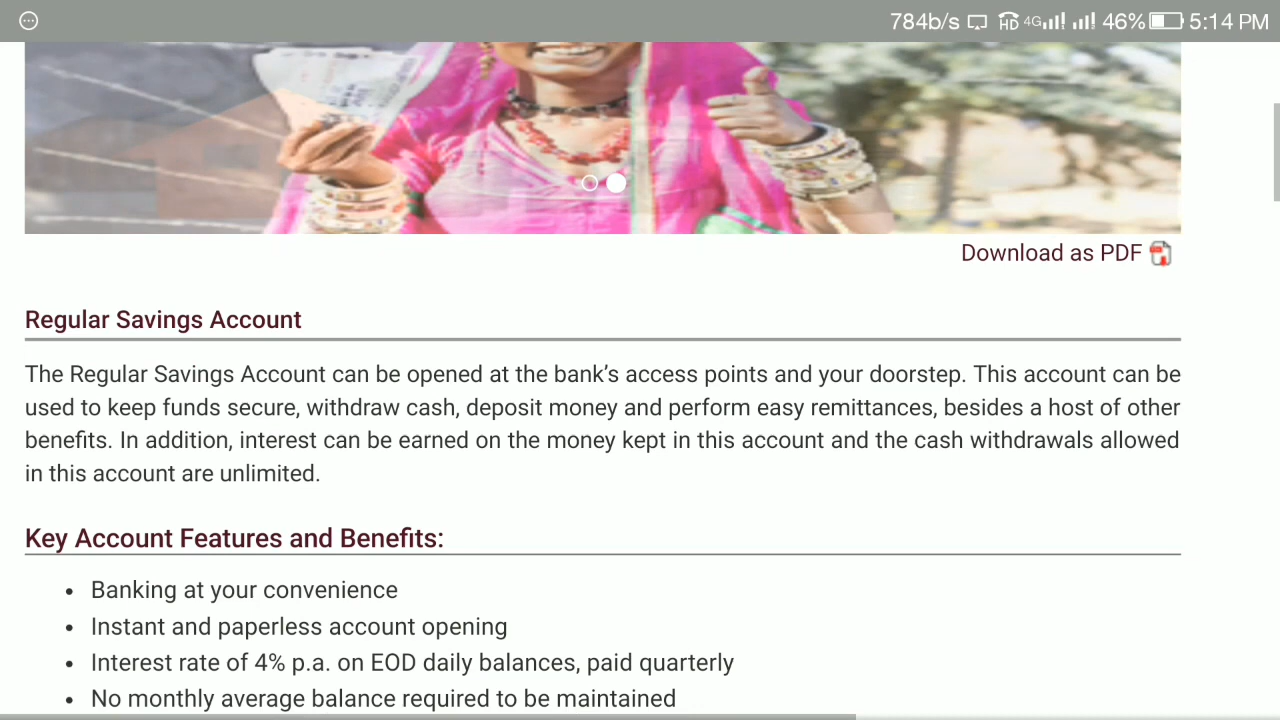 784b/s HD 4G 46% 5:14 PM
Download as PDF
Regular Savings Account
The Regular Savings Account can be opened at the bank’s access points and your doorstep. This account can be
used to keep funds secure, withdraw cash, deposit money and perform easy remittances, besides a host of other
benefits. In addition, interest can be earned on the money kept in this account and the cash withdrawals allowed
in this account are unlimited.
Key Account Features and Benefits:
• Banking at your convenience
• Instant and paperless account opening
• Interest rate of 4% p.a. on EOD daily balances, paid quarterly
• No monthly average balance required to be maintained